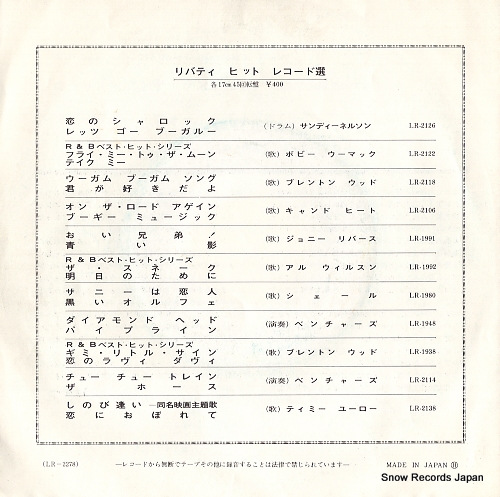 リバティ ヒット レコード選
各17cm45回転盤 ¥400
恋のシャロック
レッツ ゴー ブーガルー
(ドラム) サンディーネルソン LR-2126
R&Bベスト・ヒット・シリーズ
フライ・ミー・トゥ・ザ・ムーン
テイク ミー
(歌) ボビー ウーマック LR-2122
ウーガム ブーガム ソング
君が好きだよ
(歌) ブレントン ウッド LR-2118
オン ザ・ロード アゲイン
ブーギー ミュージック
(歌) キャンド ヒート LR-2106
おい兄弟!
青い影
(歌) ジョニー リバース LR-1991
R&Bベスト・ヒット・シリーズ
ザ・スネーク
明日のために
(歌) アル ウィルスン LR-1992
サニーは恋人
黒いオルフェ
(歌) シェール LR-1980
ダイアモンド ヘッド
パイプライン
(演奏) ベンチャーズ LR-1948
R&Bベスト・ヒット・シリーズ
ギミ・リトル・サイン
恋のラヴィ ダヴィ
(歌) ブレントン ウッド LR-1938
チュー チュー トレイン
ザ ホース
(演奏) ベンチャーズ LR-2114
しのび逢い —同名映画主題歌
恋におぼれて
(歌) ティミー ユーロー LR-2138
(LR-2278) —レコードから無断でテープその他に録音することは法律で禁じられています— MADE IN JAPAN
Snow Records Japan